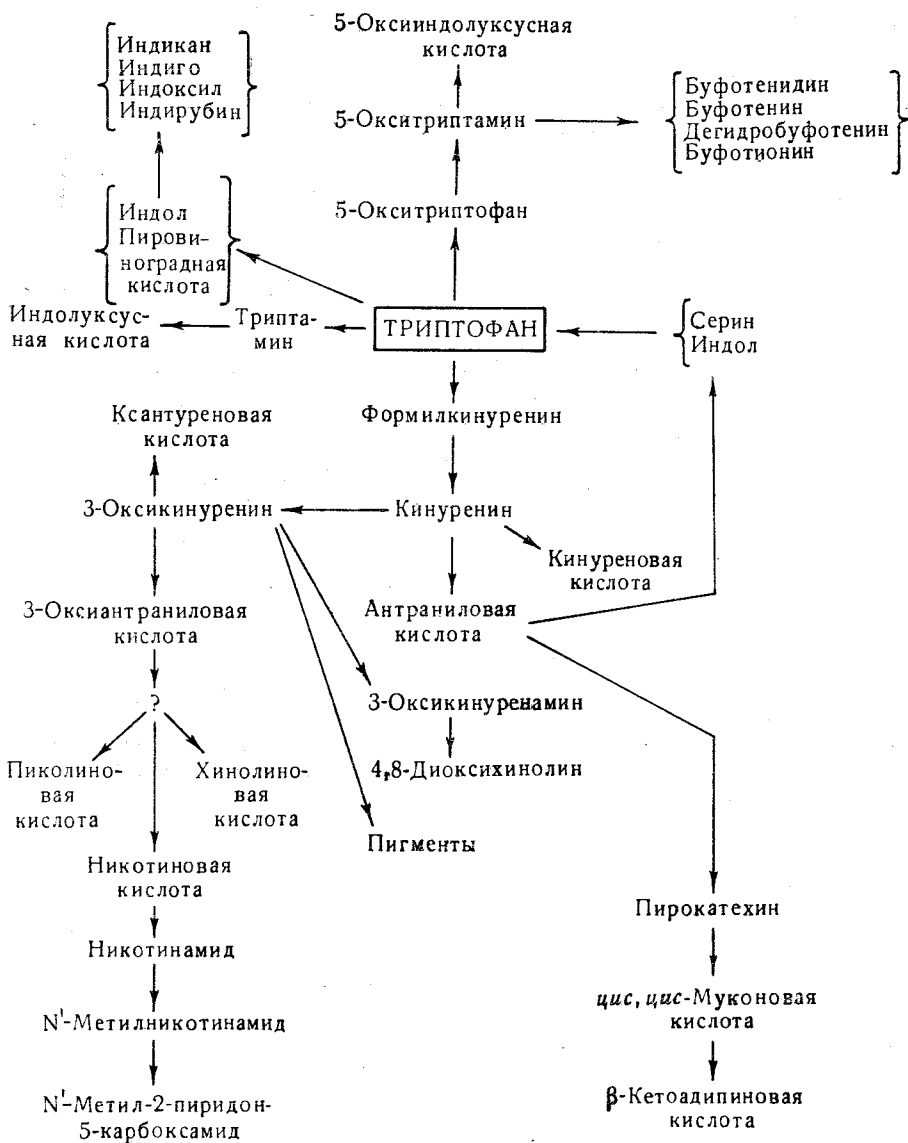 5-Оксииндолуксусная
кислота
Индикан
Индиго
Индоксил
Индирубин
5-Окситриптамин
Буфотенидин
Буфотенин
Дегидробуфотенин
Буфотионин
5-Окситриптофан
Индол
Пирови-
ноградная
кислота
Индолуксус-
ная кислота
Трипта-
мин
ТРИПТОФАН
Серин
Индол
Ксантуреновая
кислота
Формилкинуренин
3-Оксикинуренин
Кинуренин
Кинуреновая
кислота
3-Оксиантраниловая
кислота
Антраниловая
кислота
?
3-Оксикинуренамин
Пиколино-
вая
кислота
Хинолино-
вая
кислота
4,8-Диоксихинолин
Пигменты
Никотиновая
кислота
Пирокатехин
Никотинамид
цис, цис-Муконовая
кислота
N'-Метилникотинамид
N'-Метил-2-пиридон-
5-карбоксамид
β-Кетоадипиновая
кислота